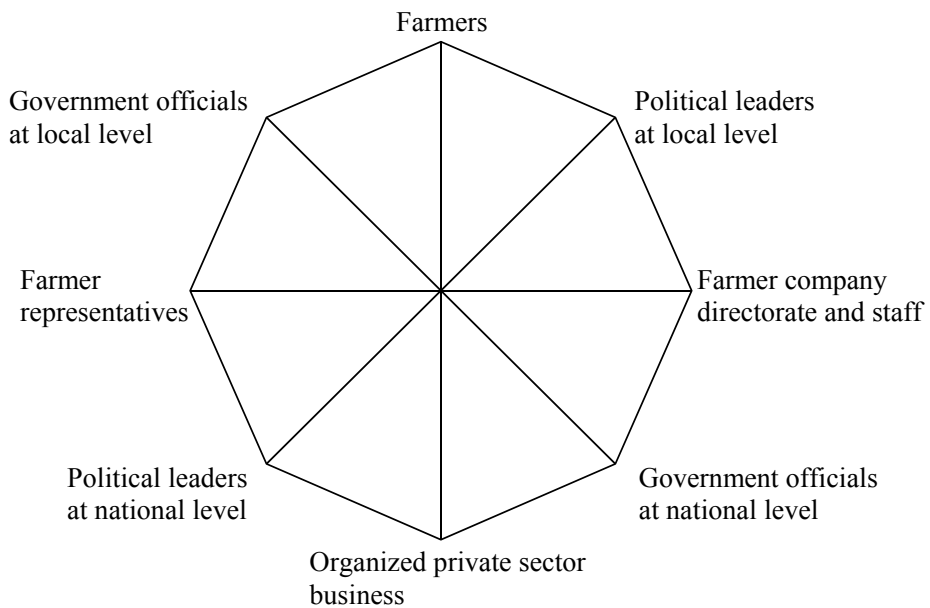 Farmers
Government officials
at local level
Political leaders
at local level
Farmer
representatives
Farmer company
directorate and staff
Political leaders
at national level
Government officials
at national level
Organized private sector
business